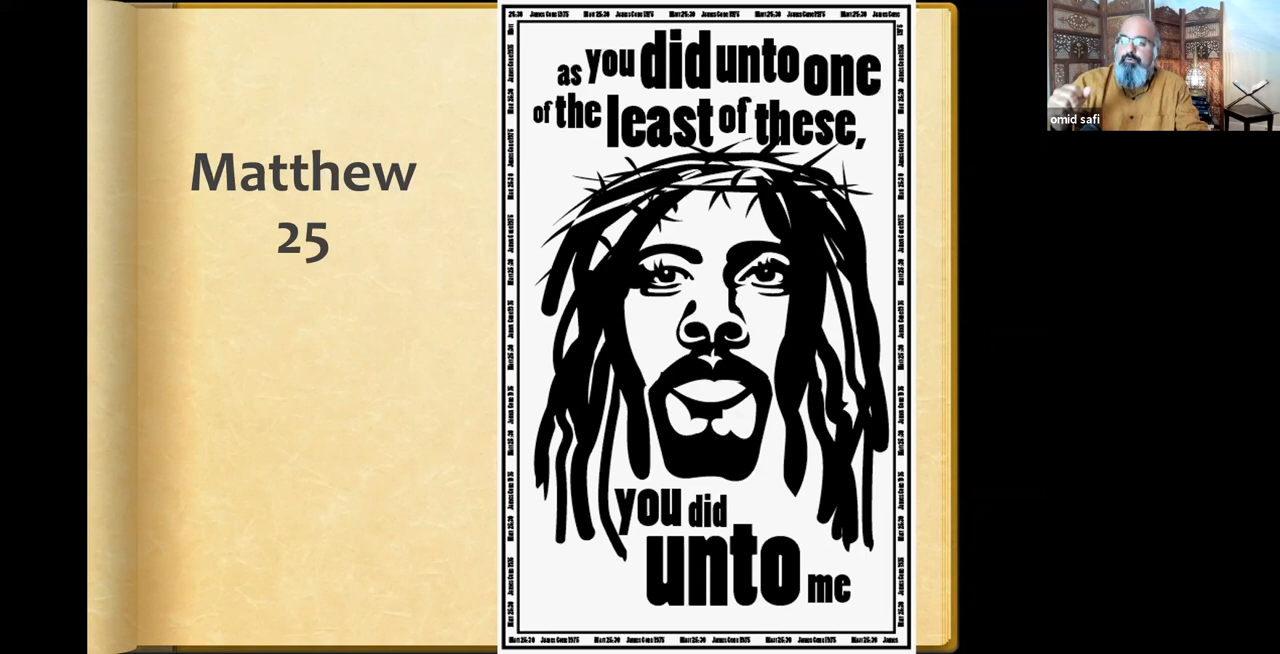 Matthew
25
as you did unto one
of the least of these,
you did
unto me
omid safi